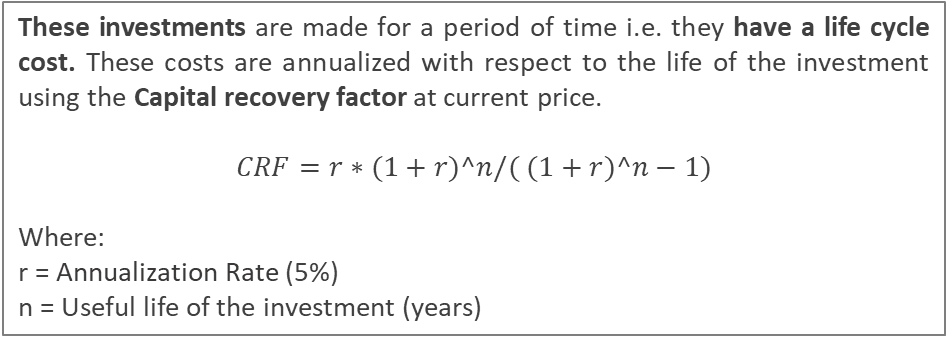 These investments are made for a period of time i.e. they have a life cycle
cost. These costs are annualized with respect to the life of the investment
using the Capital recovery factor at current price.
CRF = r ∗ (1 + r)^n/( (1 + r)^n − 1)
Where:
r = Annualization Rate (5%)
n = Useful life of the investment (years)